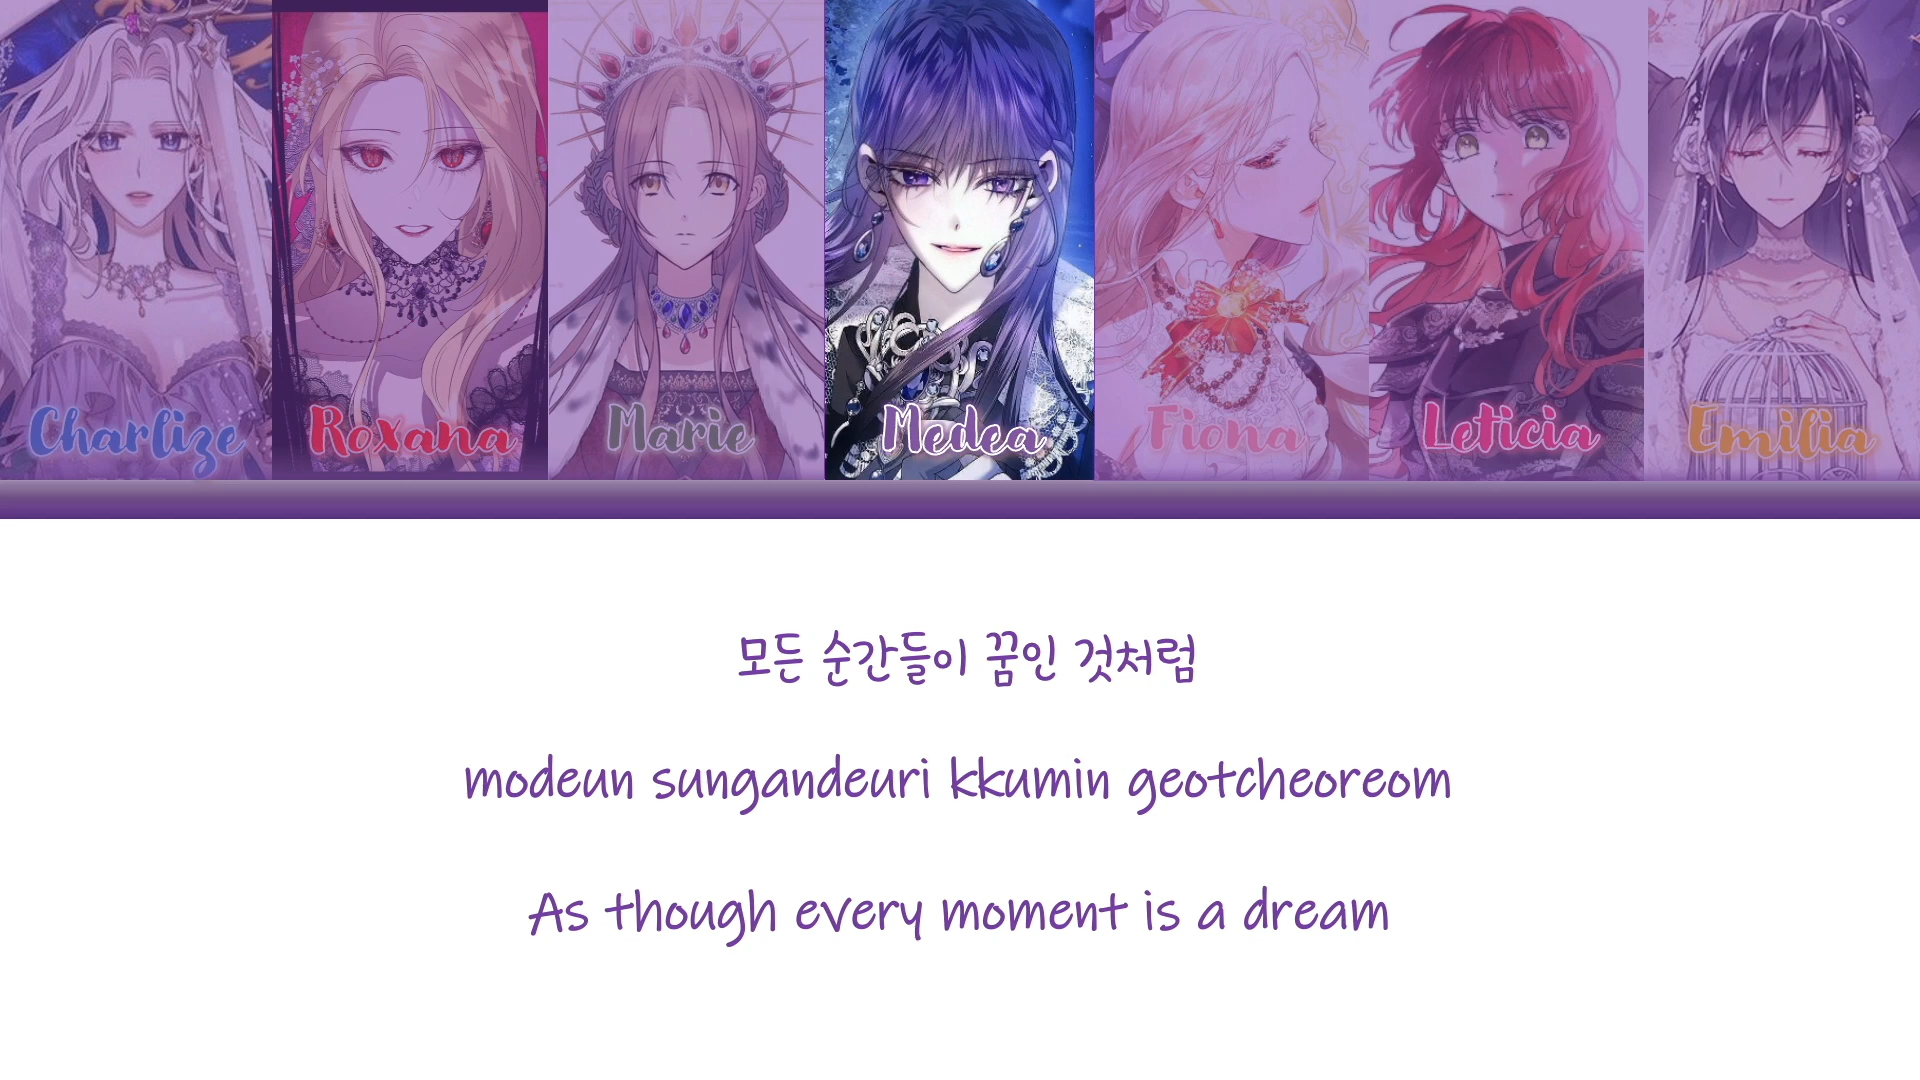 Charlize Roxana Marie Medea Fiona Leticia Emilia
모든 순간들이 꿈인 것처럼
modeun sungandeuri kkumin geotcheoreom
As though every moment is a dream